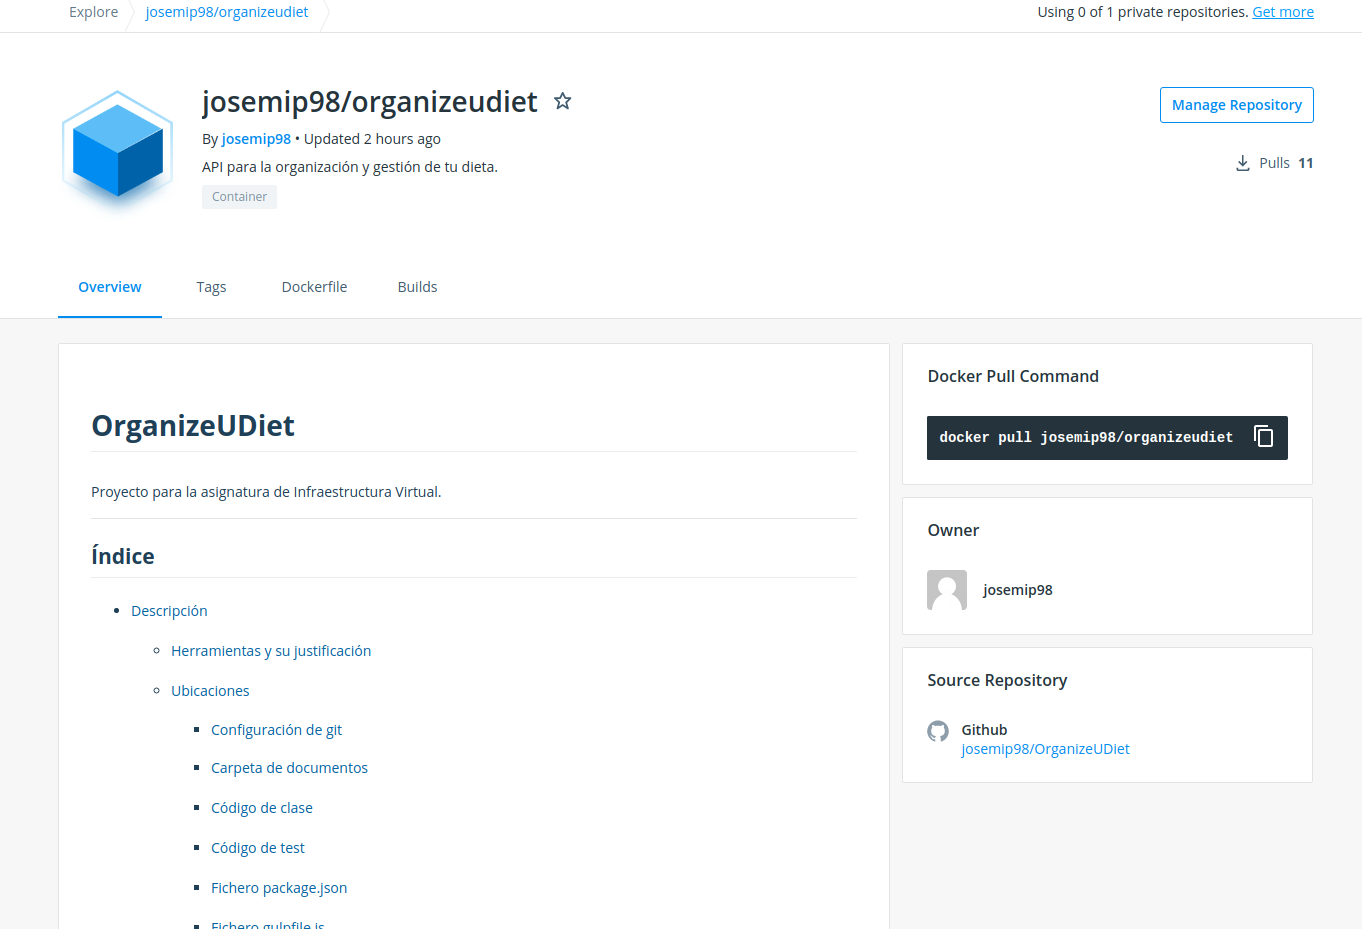 Explore
josemip98/organizeudiet
Using 0 of 1 private repositories. Get more
josemip98/organizeudiet
Manage Repository
By josemip98 • Updated 2 hours ago
Pulls 11
API para la organización y gestión de tu dieta.
Container
Overview
Tags
Dockerfile
Builds
OrganizeUDiet
Proyecto para la asignatura de Infraestructura Virtual.
Índice
Descripción
Herramientas y su justificación
Ubicaciones
Configuración de git
Carpeta de documentos
Código de clase
Código de test
Fichero package.json
Fichero gulpfile.js
Docker Pull Command
docker pull josemip98/organizeudiet
Owner
josemip98
Source Repository
Github
josemip98/OrganizeUDiet